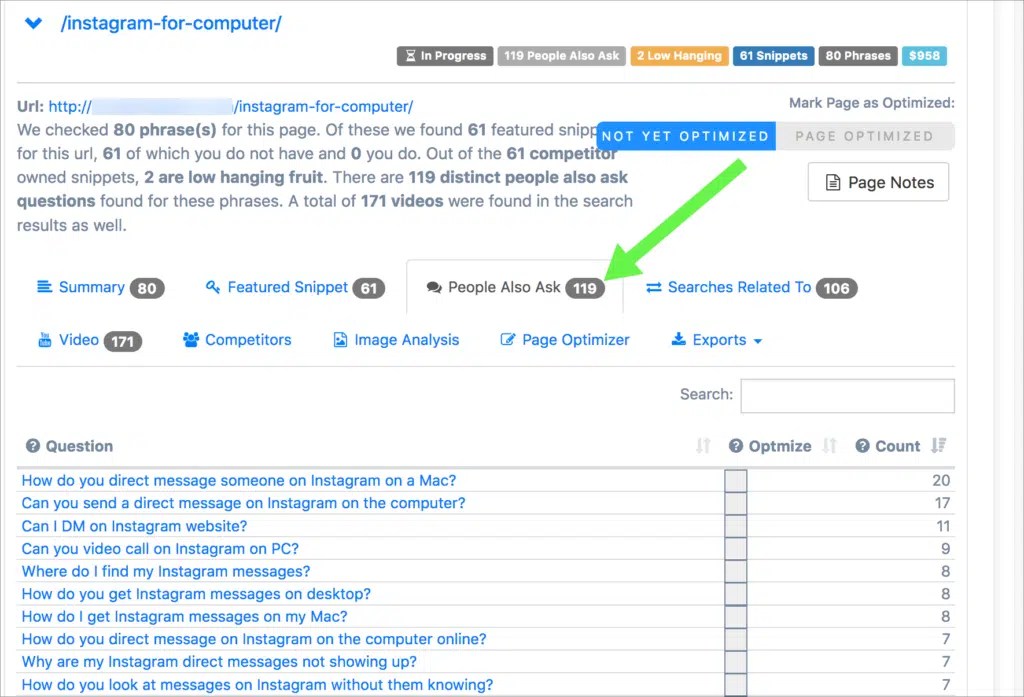 /instagram-for-computer/
In Progress 119 People Also Ask 2 Low Hanging 61 Snippets 80 Phrases $958
Url: http:// /instagram-for-computer/
Mark Page as Optimized:
We checked 80 phrase(s) for this page. Of these we found 61 featured snipp
NOT YET OPTIMIZED PAGE OPTIMIZED
for this url, 61 of which you do not have and 0 you do. Out of the 61 competitor
owned snippets, 2 are low hanging fruit. There are 119 distinct people also ask
Page Notes
questions found for these phrases. A total of 171 videos were found in the search
results as well.
Summary 80 Featured Snippet 61 People Also Ask 119 Searches Related To 106
Video 171 Competitors Image Analysis Page Optimizer Exports
Search:
Question Optmize Count
How do you direct message someone on Instagram on a Mac? 20
Can you send a direct message on Instagram on the computer? 17
Can I DM on Instagram website? 11
Can you video call on Instagram on PC? 9
Where do I find my Instagram messages? 8
How do you get Instagram messages on desktop? 8
How do I get Instagram messages on my Mac? 8
How do you direct message on Instagram on the computer online? 7
Why are my Instagram direct messages not showing up? 7
How do you look at messages on Instagram without them knowing? 7